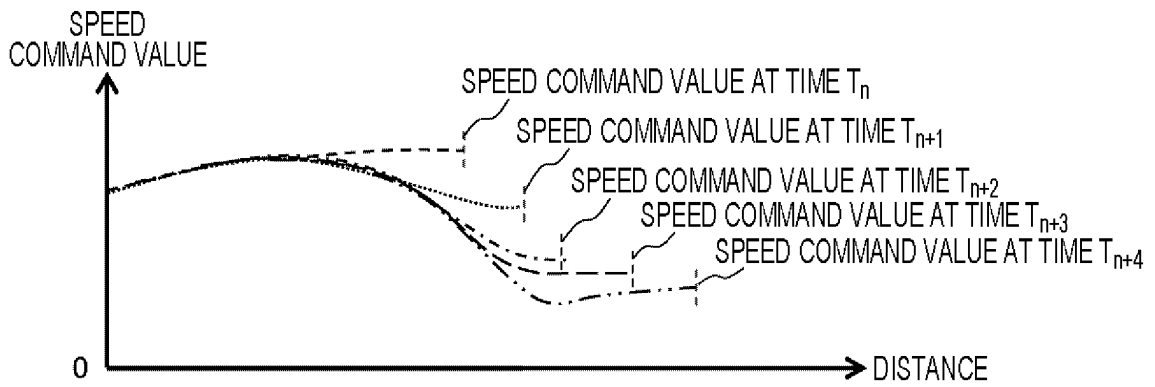 SPEED
COMMAND VALUE
SPEED COMMAND VALUE AT TIME Tn
SPEED COMMAND VALUE AT TIME Tn+1
SPEED COMMAND VALUE AT TIME Tn+2
SPEED COMMAND VALUE AT TIME Tn+3
SPEED COMMAND VALUE AT TIME Tn+4
0
DISTANCE